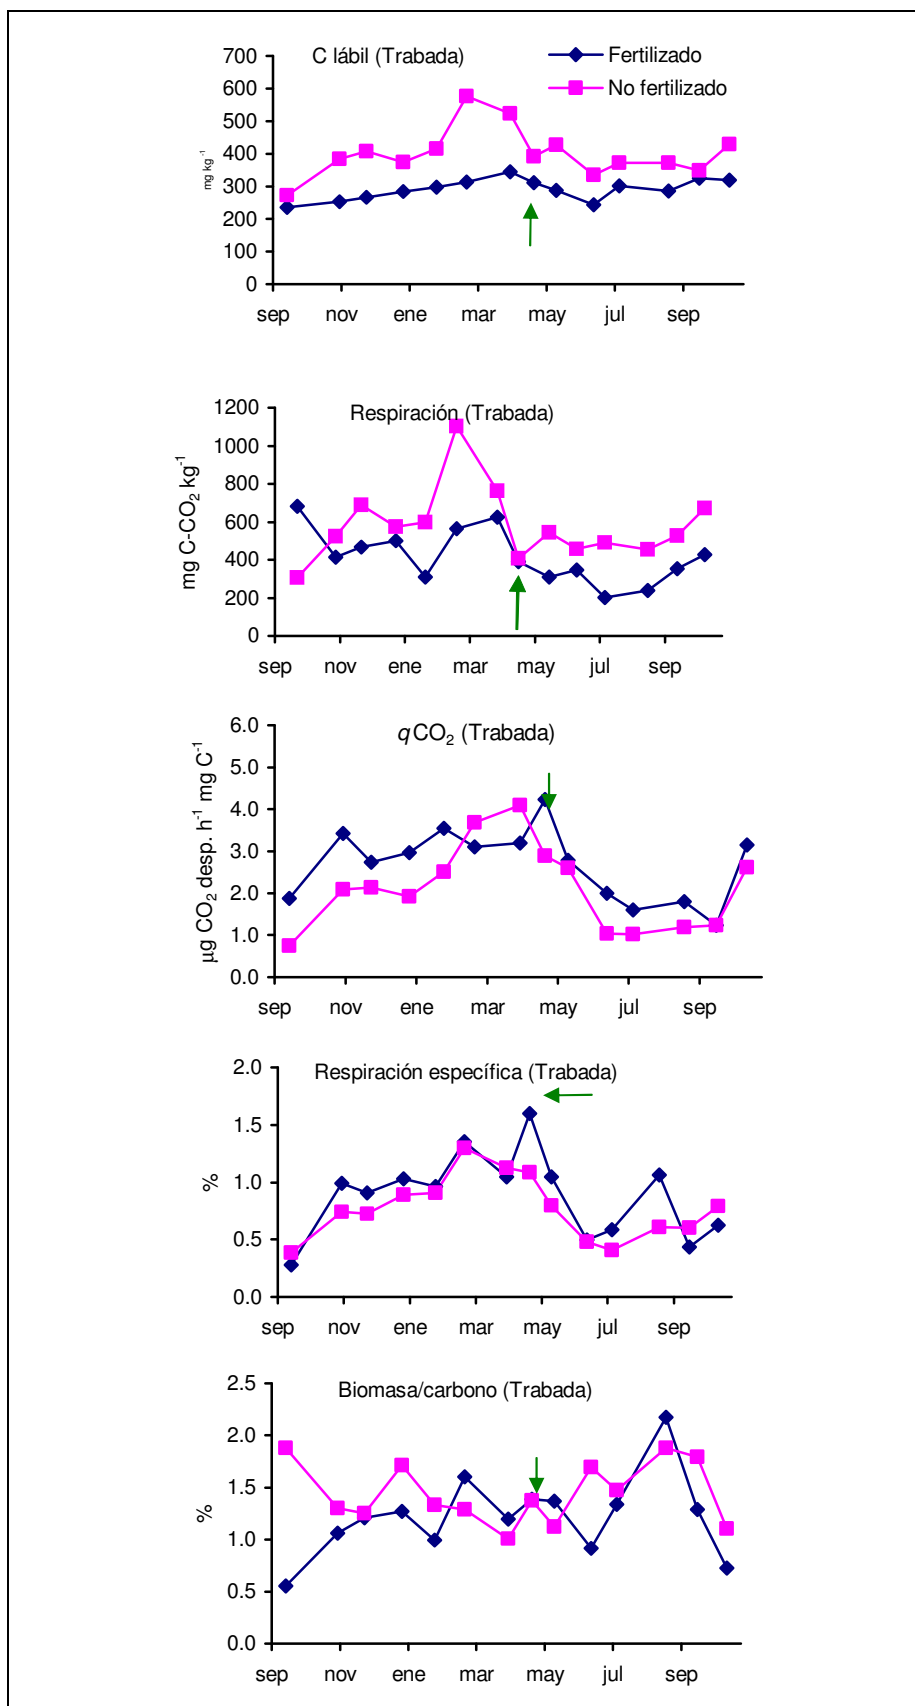 C lábil (Trabada)
Fertilizado
No fertilizado
mg kg-1
700
600
500
400
300
200
100
0
sep nov ene mar may jul sep
Respiración (Trabada)
mg C-CO2 kg-1
1200
1000
800
600
400
200
0
sep nov ene mar may jul sep
qCO2 (Trabada)
µg CO2 desp. h-1 mg C-1
6.0
5.0
4.0
3.0
2.0
1.0
0.0
sep nov ene mar may jul sep
Respiración específica (Trabada)
%
2.0
1.5
1.0
0.5
0.0
sep nov ene mar may jul sep
Biomasa/carbono (Trabada)
%
2.5
2.0
1.5
1.0
0.5
0.0
sep nov ene mar may jul sep